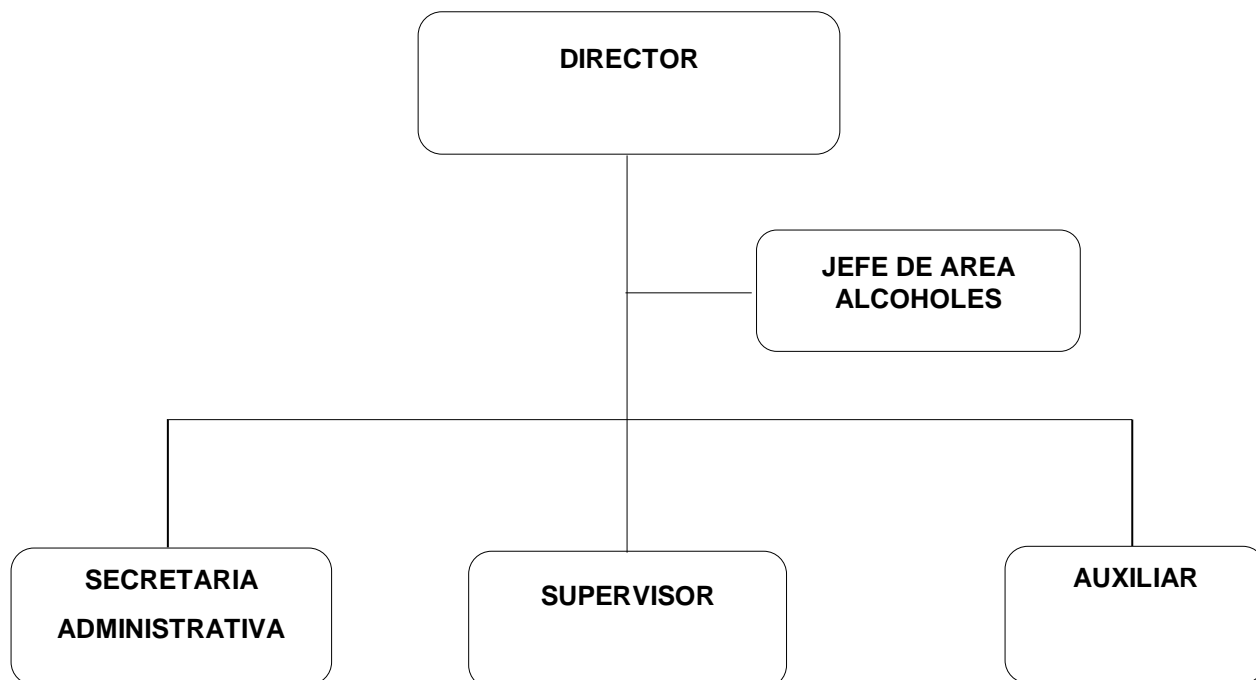 DIRECTOR
JEFE DE AREA
ALCOHOLES
SECRETARIA
ADMINISTRATIVA
SUPERVISOR
AUXILIAR